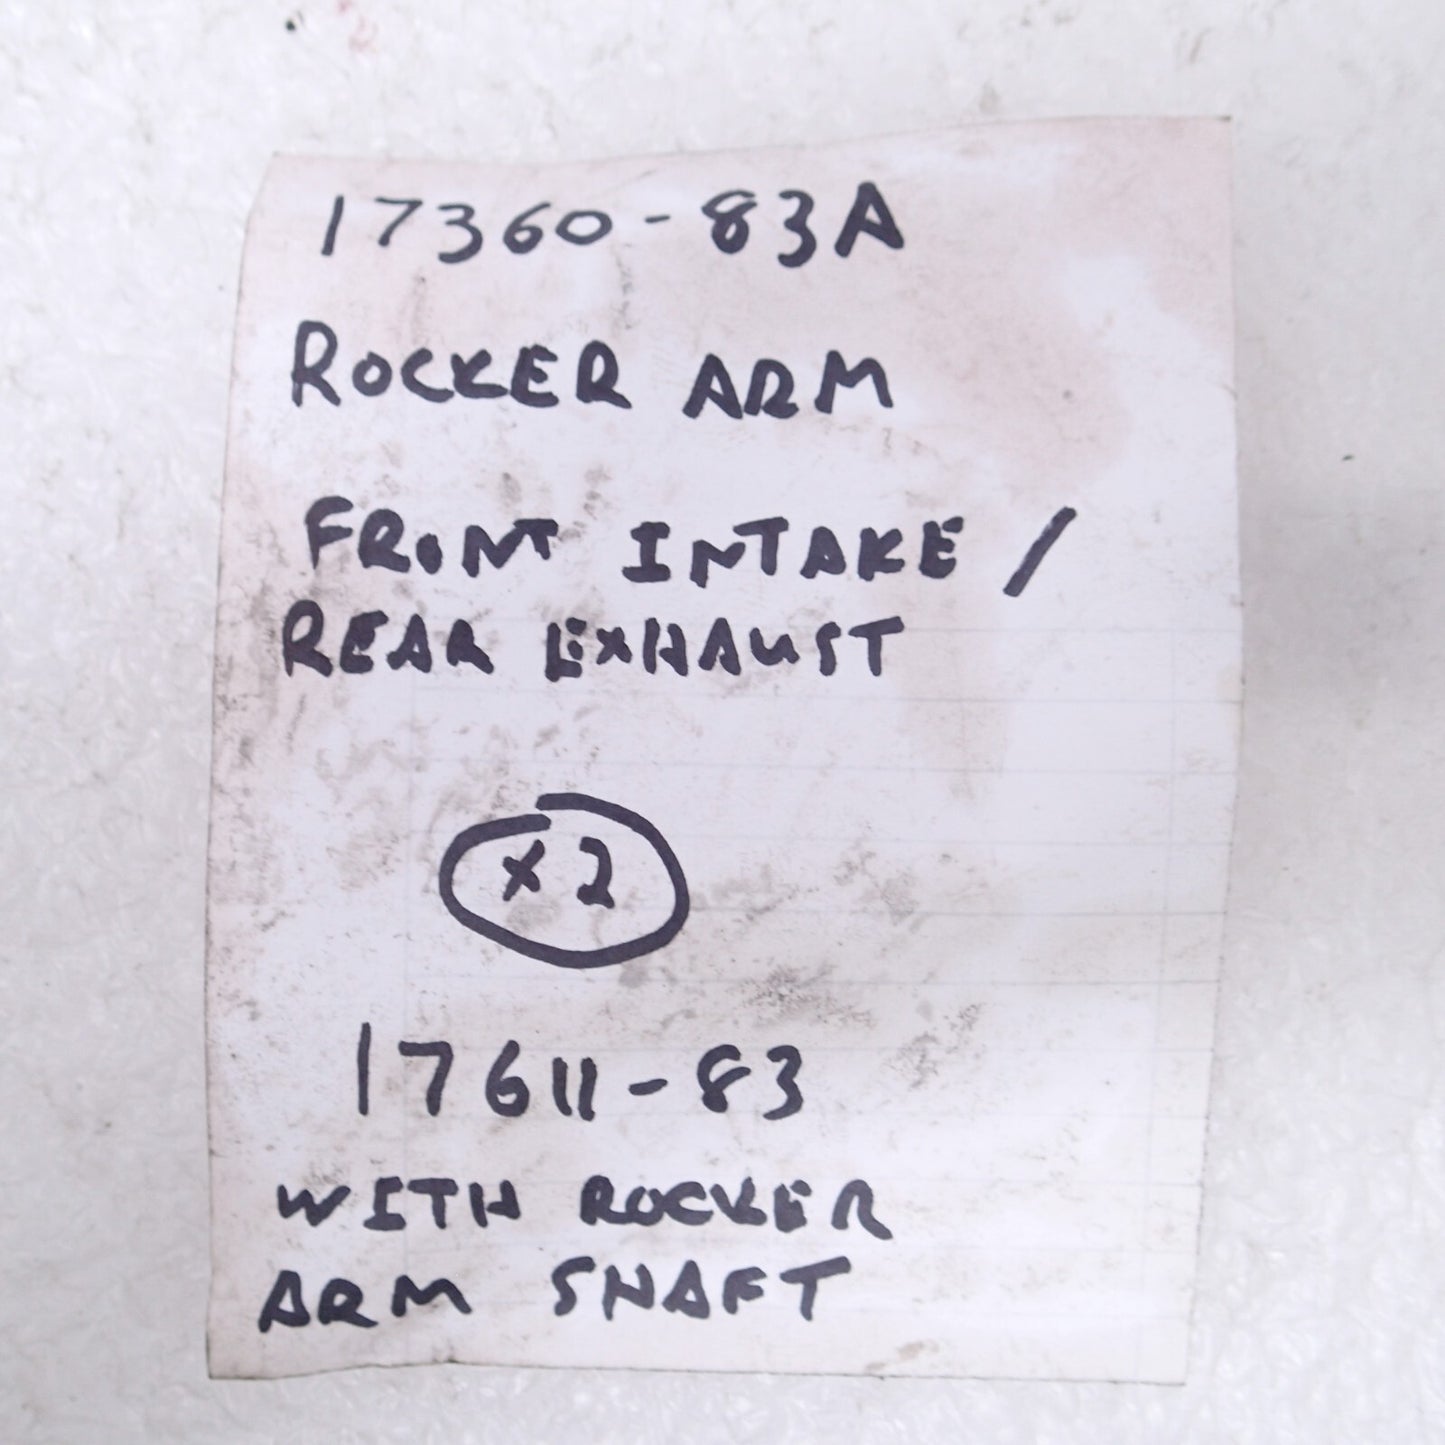 17360-83A
ROCKER ARM
FRONT INTAKE /
REAR EXHAUST
x2
17611-83
WITH ROCKER
ARM SHAFT